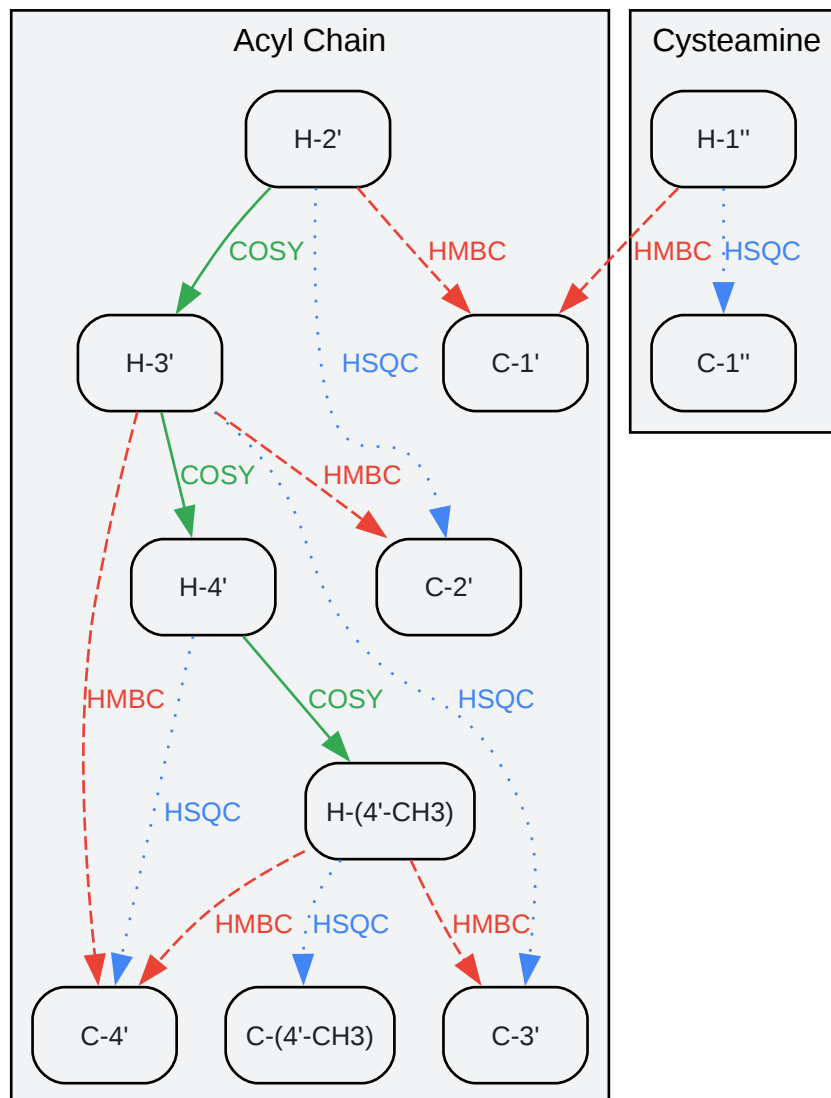 Acyl Chain
Cysteamine
H-2'
H-1''
COSY
HMBC
HMBC
HSQC
H-3'
HSQC
C-1'
C-1''
COSY
HMBC
H-4'
C-2'
HMBC
COSY
HSQC
HSQC
H-(4'-CH3)
HMBC
HSQC
HMBC
C-4'
C-(4'-CH3)
C-3'